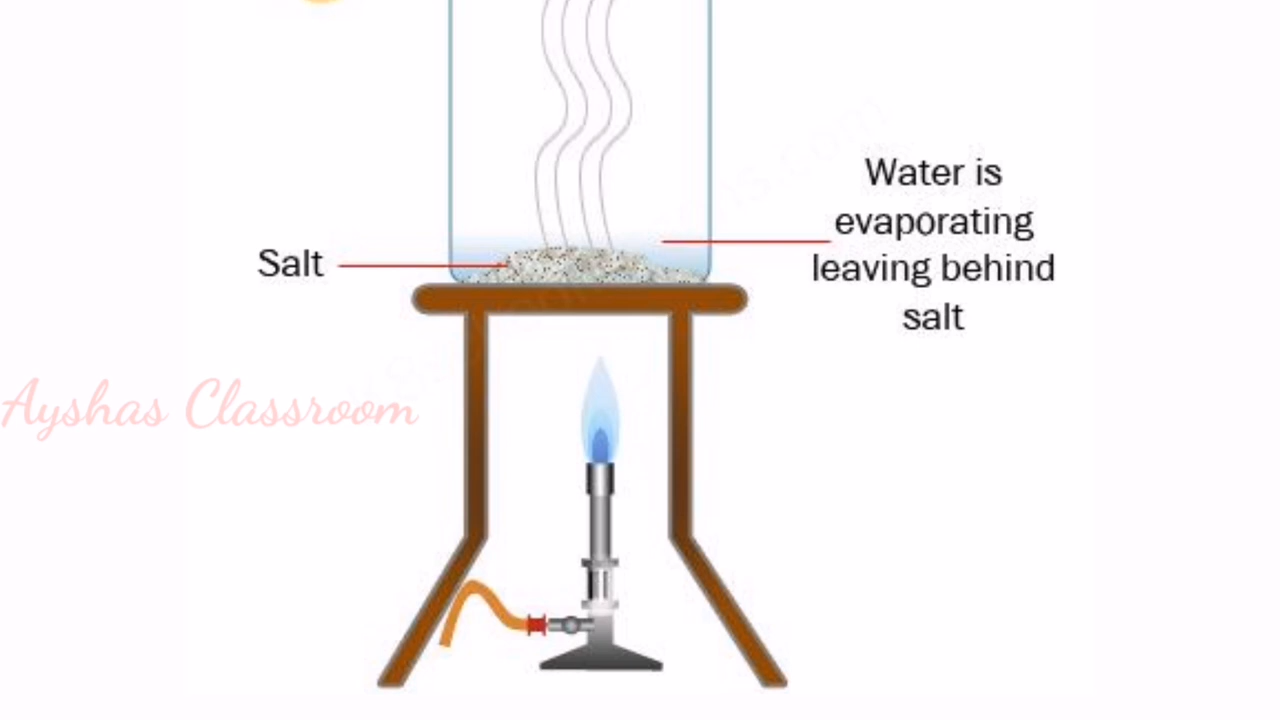 Water is
evaporating
leaving behind
salt
Salt
Ayshas Classroom